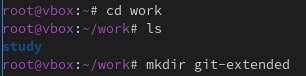 root@vbox:~# cd work
root@vbox:~/work# ls
study
root@vbox:~/work# mkdir git-extended